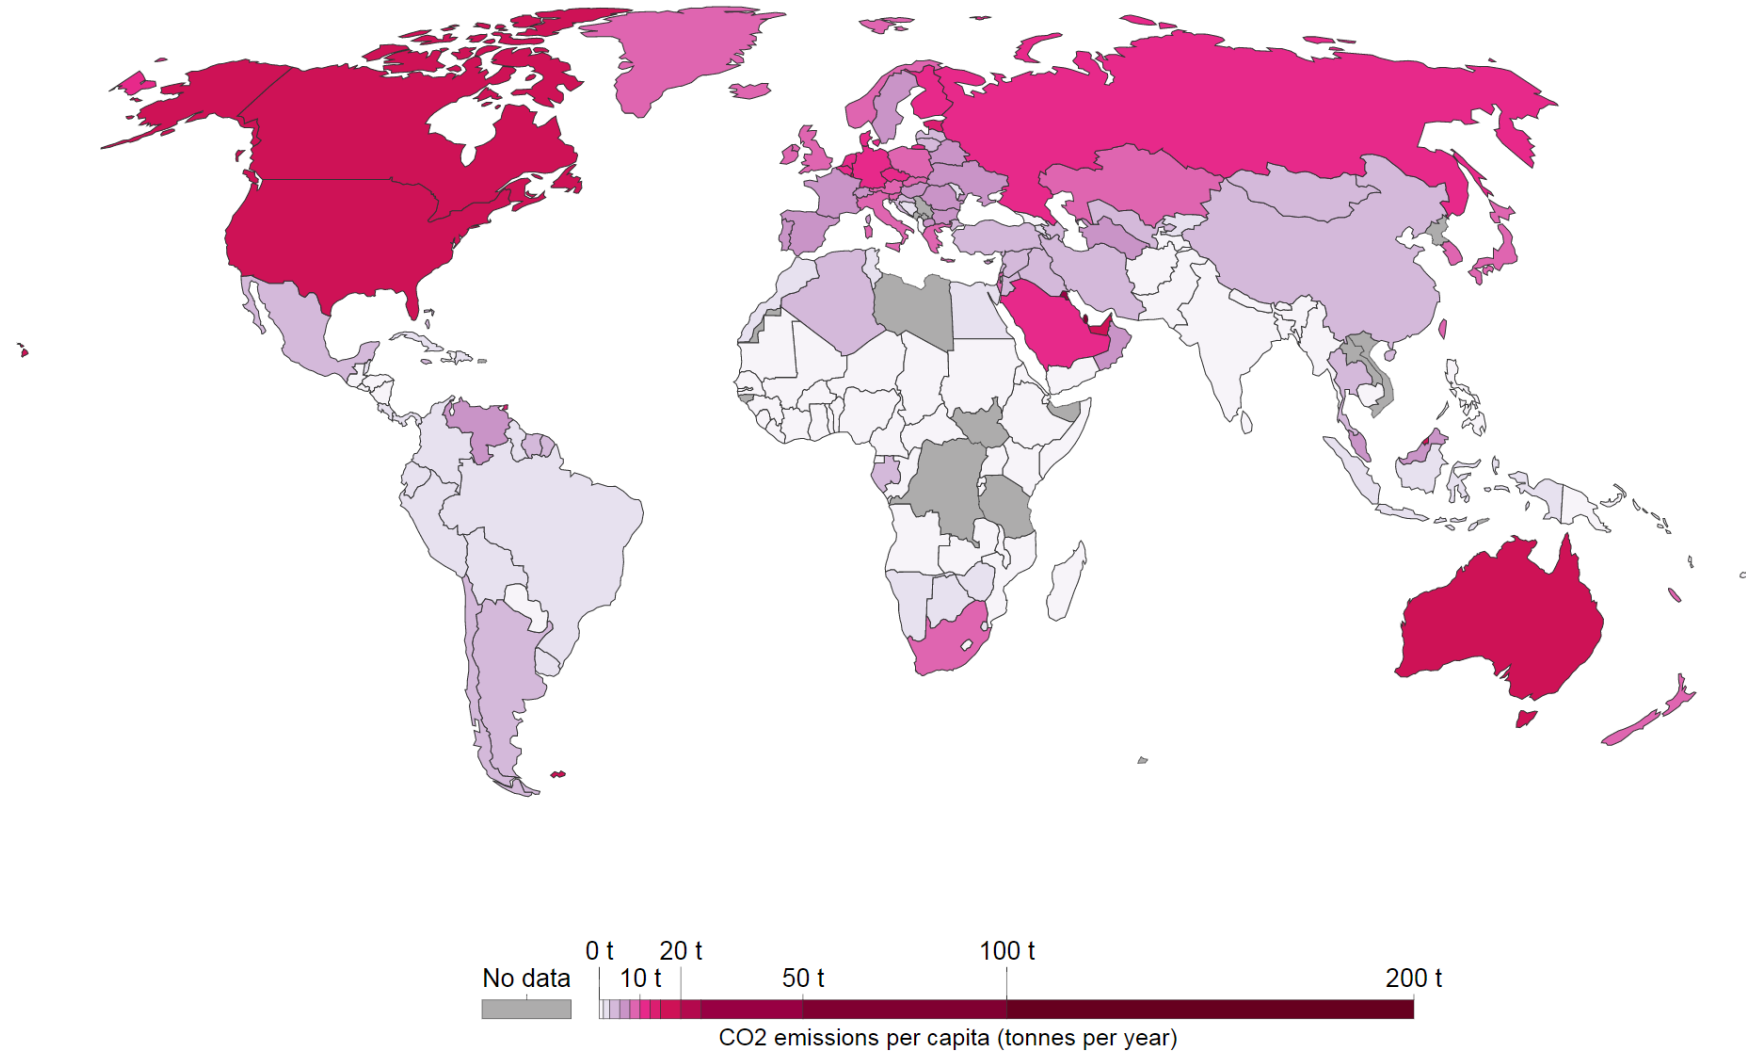 0 t 20 t 100 t
No data 10 t 50 t 200 t
CO2 emissions per capita (tonnes per year)